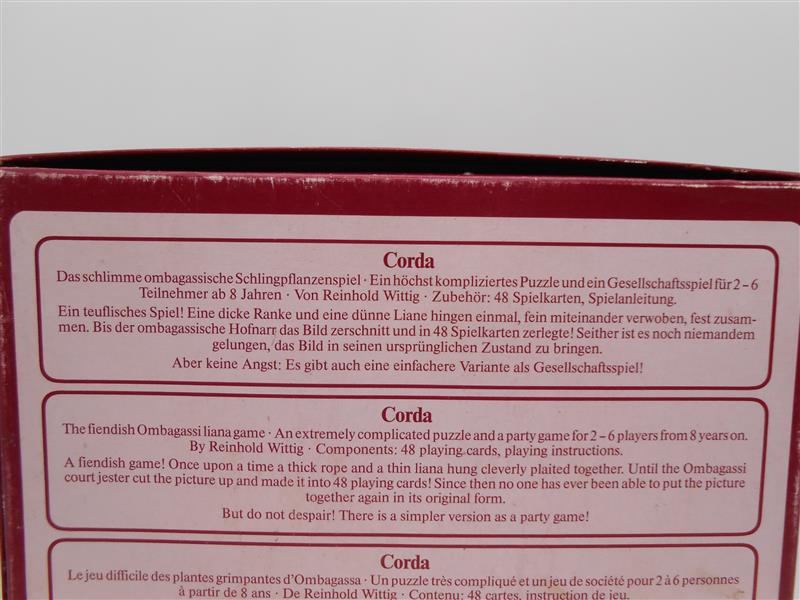 Corda
Das schlimme ombagassische Schlingpflanzenspiel · Ein höchst kompliziertes Puzzle und ein Gesellschaftsspiel für 2–6
Teilnehmer ab 8 Jahren · Von Reinhold Wittig · Zubehör: 48 Spielkarten, Spielanleitung.
Ein teuflisches Spiel! Eine dicke Ranke und eine dünne Liane hingen einmal, fein miteinander verwoben, fest zusam-
men. Bis der ombagassische Hofnarr das Bild zerschnitt und in 48 Spielkarten zerlegte! Seither ist es noch niemandem
gelungen, das Bild in seinen ursprünglichen Zustand zu bringen.
Aber keine Angst: Es gibt auch eine einfachere Variante als Gesellschaftsspiel!
Corda
The fiendish Ombagassi liana game · An extremely complicated puzzle and a party game for 2–6 players from 8 years on.
By Reinhold Wittig · Components: 48 playing cards, playing instructions.
A fiendish game! Once upon a time a thick rope and a thin liana hung cleverly plaited together. Until the Ombagassi
court jester cut the picture up and made it into 48 playing cards! Since then no one has ever been able to put the picture
together again in its original form.
But do not despair! There is a simpler version as a party game!
Corda
Le jeu difficile des plantes grimpantes d'Ombagassa · Un puzzle très compliqué et un jeu de société pour 2 à 6 personnes
à partir de 8 ans · De Reinhold Wittig · Contenu: 48 cartes, instruction de jeu.